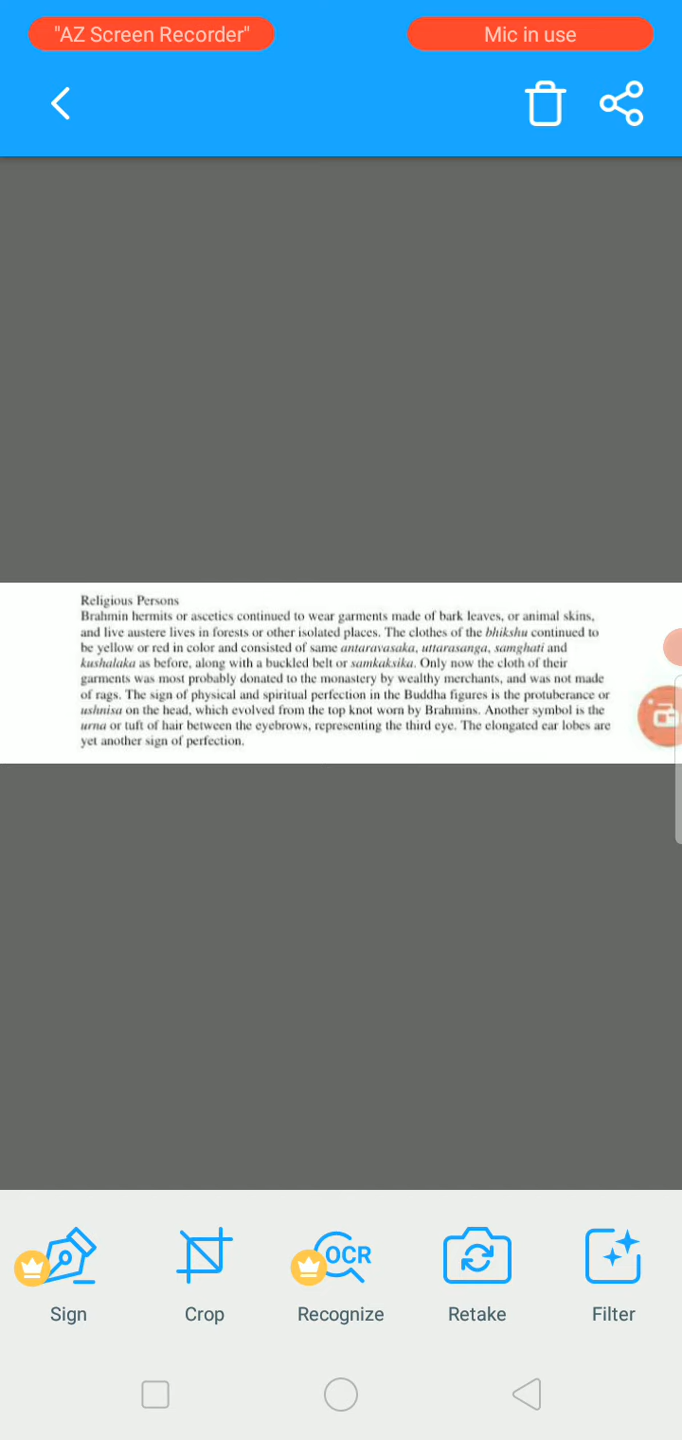 "AZ Screen Recorder"
Mic in use
Religious Persons
Brahmin hermits or ascetics continued to wear garments made of bark leaves, or animal skins,
and live austere lives in forests or other isolated places. The clothes of the bhikshu continued to
be yellow or red in color and consisted of same antaravasaka, uttarasanga, samghati and
kushalaka as before, along with a buckled belt or samkaksika. Only now the cloth of their
garments was most probably donated to the monastery by wealthy merchants, and was not made
of rags. The sign of physical and spiritual perfection in the Buddha figures is the protuberance or
ushnisa on the head, which evolved from the top knot worn by Brahmins. Another symbol is the
urna or tuft of hair between the eyebrows, representing the third eye. The elongated ear lobes are
yet another sign of perfection.
OCR
Sign Crop Recognize Retake Filter